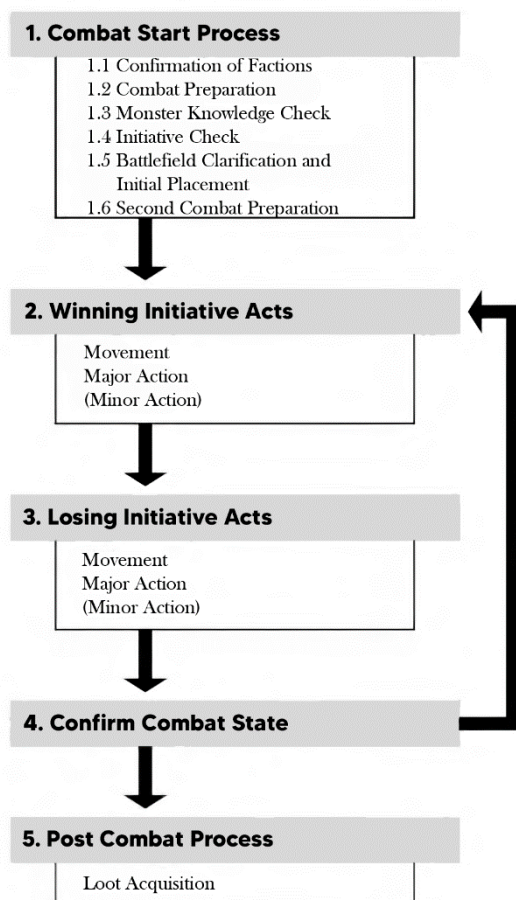 1. Combat Start Process
1.1 Confirmation of Factions
1.2 Combat Preparation
1.3 Monster Knowledge Check
1.4 Initiative Check
1.5 Battlefield Clarification and
Initial Placement
1.6 Second Combat Preparation
2. Winning Initiative Acts
Movement
Major Action
(Minor Action)
3. Losing Initiative Acts
Movement
Major Action
(Minor Action)
4. Confirm Combat State
5. Post Combat Process
Loot Acquisition